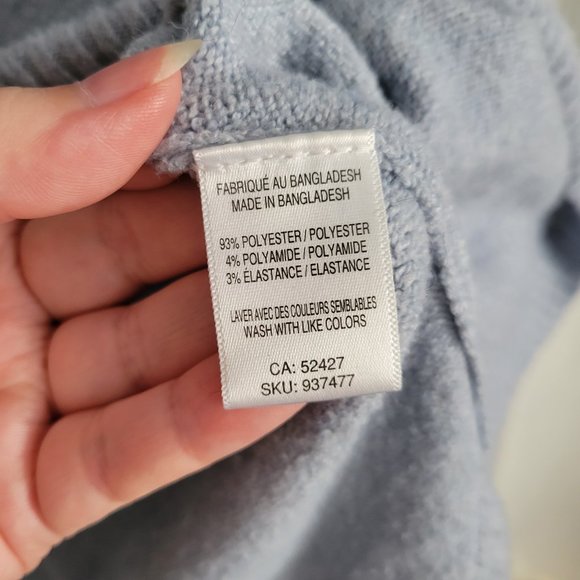 FABRIQUÉ AU BANGLADESH
MADE IN BANGLADESH
93% POLYESTER / POLYESTER
4% POLYAMIDE / POLYAMIDE
3% ÉLASTANCE / ELASTANCE
LAVER AVEC DES COULEURS SEMBLABLES
WASH WITH LIKE COLORS
CA: 52427
SKU: 937477